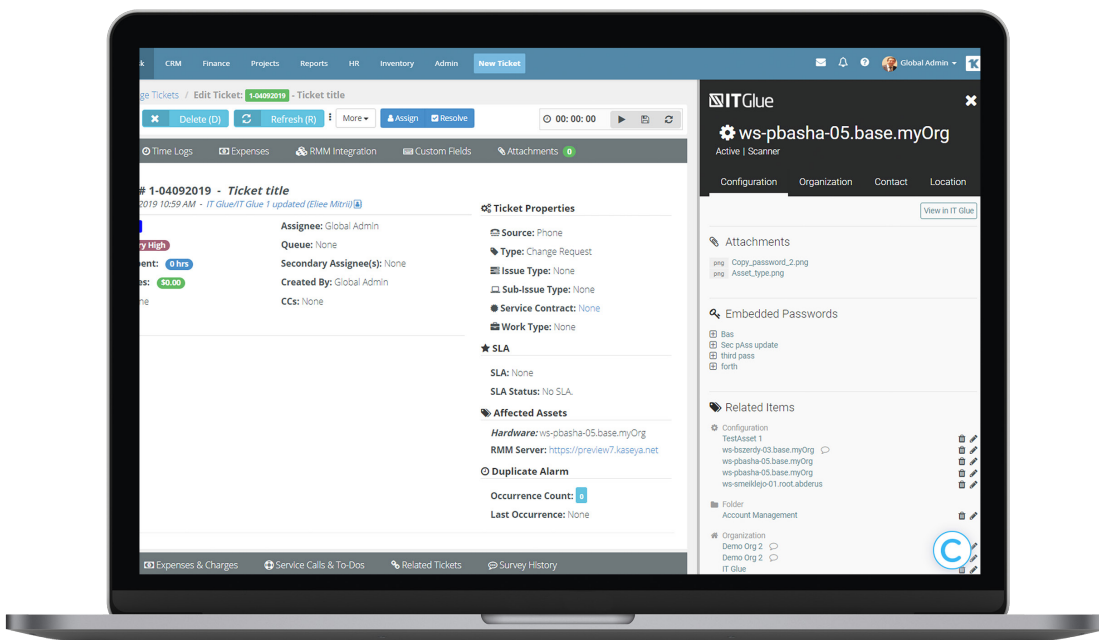 k CRM Finance Projects Reports HR Inventory Admin New Ticket Global Admin
ge Tickets / Edit Ticket: 1-04092019 - Ticket title
Delete (D) Refresh (R) More Assign Resolve 00: 00: 00
Time Logs Expenses RMM Integration Custom Fields Attachments 0
# 1-04092019 - Ticket title
2019 10:59 AM - IT Glue/IT Glue 1 updated (Eliee Mitril)
Assignee: Global Admin
ry High Queue: None
ent: 0 hrs Secondary Assignee(s): None
es: $0.00 Created By: Global Admin
ne CCs: None
Ticket Properties
Source: Phone
Type: Change Request
Issue Type: None
Sub-Issue Type: None
Service Contract: None
Work Type: None
SLA
SLA: None
SLA Status: No SLA.
Affected Assets
Hardware: ws-pbasha-05.base.myOrg
RMM Server: https://preview7.kaseya.net
Duplicate Alarm
Occurrence Count: 0
Last Occurrence: None
Expenses & Charges Service Calls & To-Dos Related Tickets Survey History
ITGlue
ws-pbasha-05.base.myOrg
Active | Scanner
Configuration Organization Contact Location
View in IT Glue
Attachments
png Copy_password_2.png
png Asset_type.png
Embedded Passwords
Bas
Sec pAss update
third pass
forth
Related Items
Configuration
TestAsset 1
ws-bszerdy-03.base.myOrg
ws-pbasha-05.base.myOrg
ws-pbasha-05.base.myOrg
ws-smeiklejo-01.root.abderus
Folder
Account Management
Organization
Demo Org 2
Demo Org 2
IT Glue
C